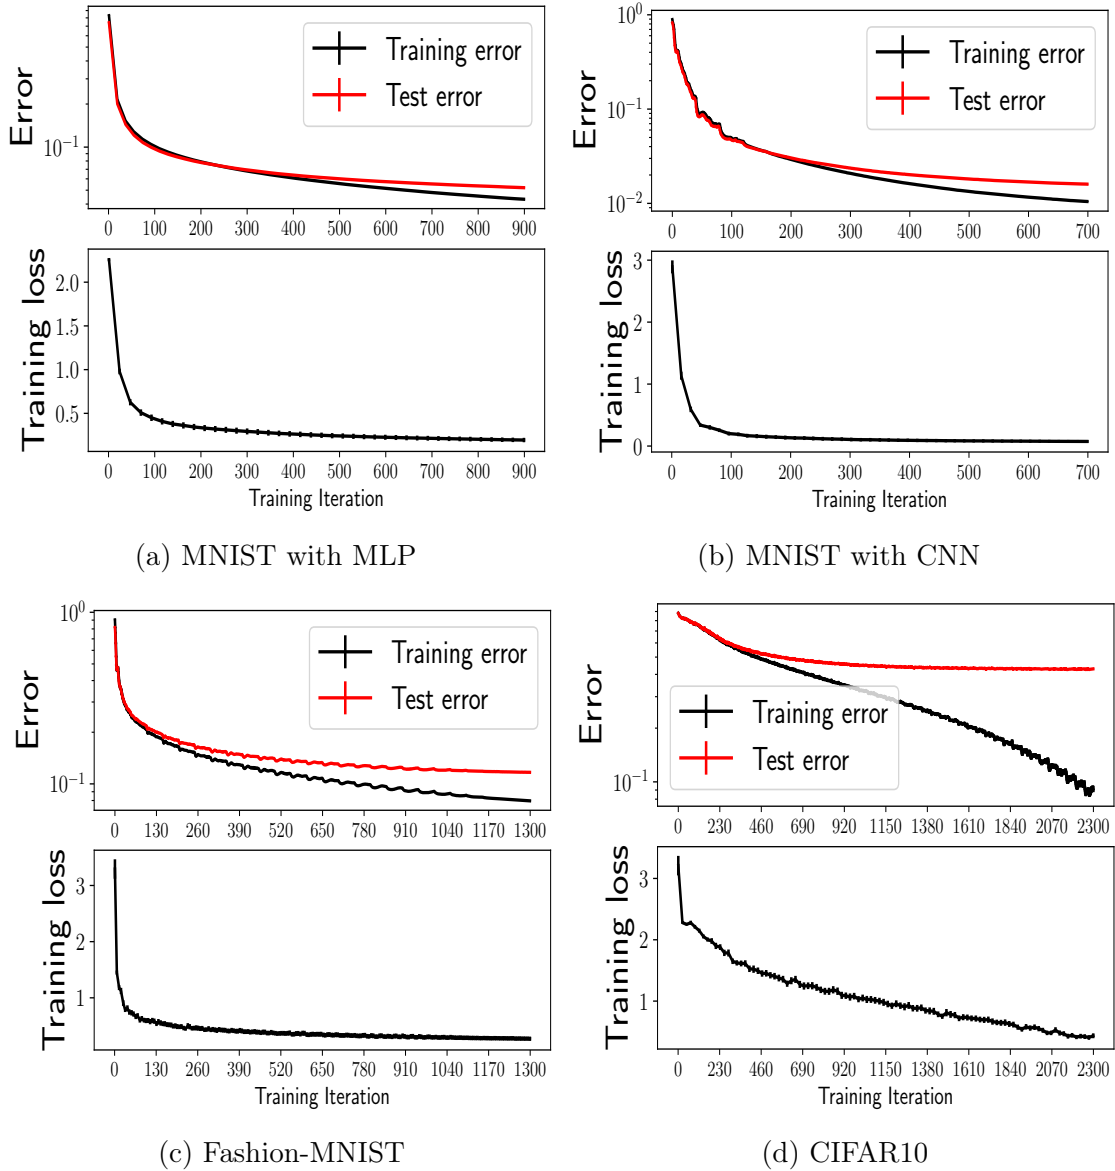 Error
10⁻¹
Training error
Test error
0 100 200 300 400 500 600 700 800 900
Training loss
2.0
1.5
1.0
0.5
0 100 200 300 400 500 600 700 800 900
Training Iteration
(a) MNIST with MLP
Error
10⁰
10⁻¹
10⁻²
Training error
Test error
0 100 200 300 400 500 600 700
Training loss
3
2
1
0
0 100 200 300 400 500 600 700
Training Iteration
(b) MNIST with CNN
Error
10⁰
10⁻¹
Training error
Test error
0 130 260 390 520 650 780 910 1040 1170 1300
Training loss
3
2
1
0 130 260 390 520 650 780 910 1040 1170 1300
Training Iteration
(c) Fashion-MNIST
Error
10⁻¹
Training error
Test error
0 230 460 690 920 1150 1380 1610 1840 2070 2300
Training loss
3
2
1
0 230 460 690 920 1150 1380 1610 1840 2070 2300
Training Iteration
(d) CIFAR10